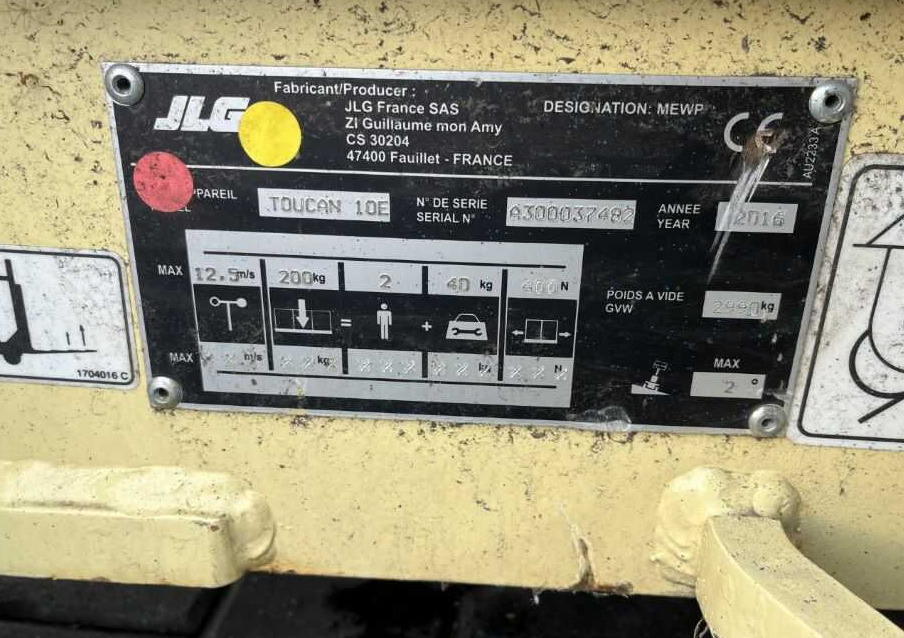 JLG
Fabricant/Producer :
JLG France SAS
ZI Guillaume mon Amy
CS 30204
47400 Fauillet - FRANCE
DESIGNATION: MEWP
CE
AU2233 A
TOUCAN 10E
N° DE SERIE
SERIAL N°
A300037482
ANNEE
YEAR
2016
MAX
12.5 m/s
200 kg
2
40 kg
400 N
=
+
POIDS A VIDE
GVW
2990 kg
MAX
m/s
kg
kg
N
MAX
2 °
1704016 C